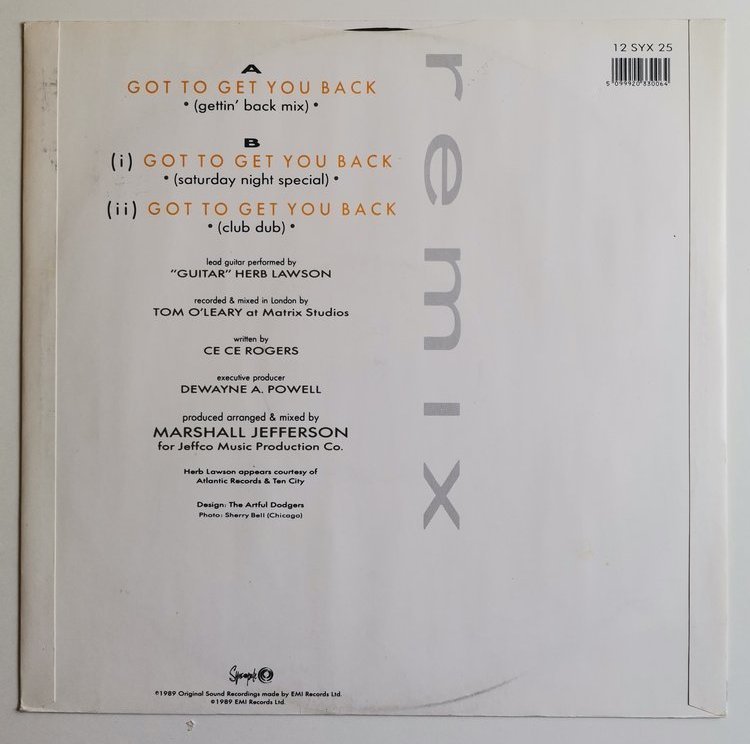 12 SYX 25
5 099920 330064
A
GOT TO GET YOU BACK
• (gettin' back mix) •
B
(i) GOT TO GET YOU BACK
• (saturday night special) •
(ii) GOT TO GET YOU BACK
• (club dub) •
lead guitar performed by
"GUITAR" HERB LAWSON
recorded & mixed in London by
TOM O'LEARY at Matrix Studios
written by
CE CE ROGERS
executive producer
DEWAYNE A. POWELL
produced arranged & mixed by
MARSHALL JEFFERSON
for Jeffco Music Production Co.
Herb Lawson appears courtesy of
Atlantic Records & Ten City
Design: The Artful Dodgers
Photo: Sherry Bell (Chicago)
remix
Syncopate
℗1989 Original Sound Recordings made by EMI Records Ltd.
©1989 EMI Records Ltd.